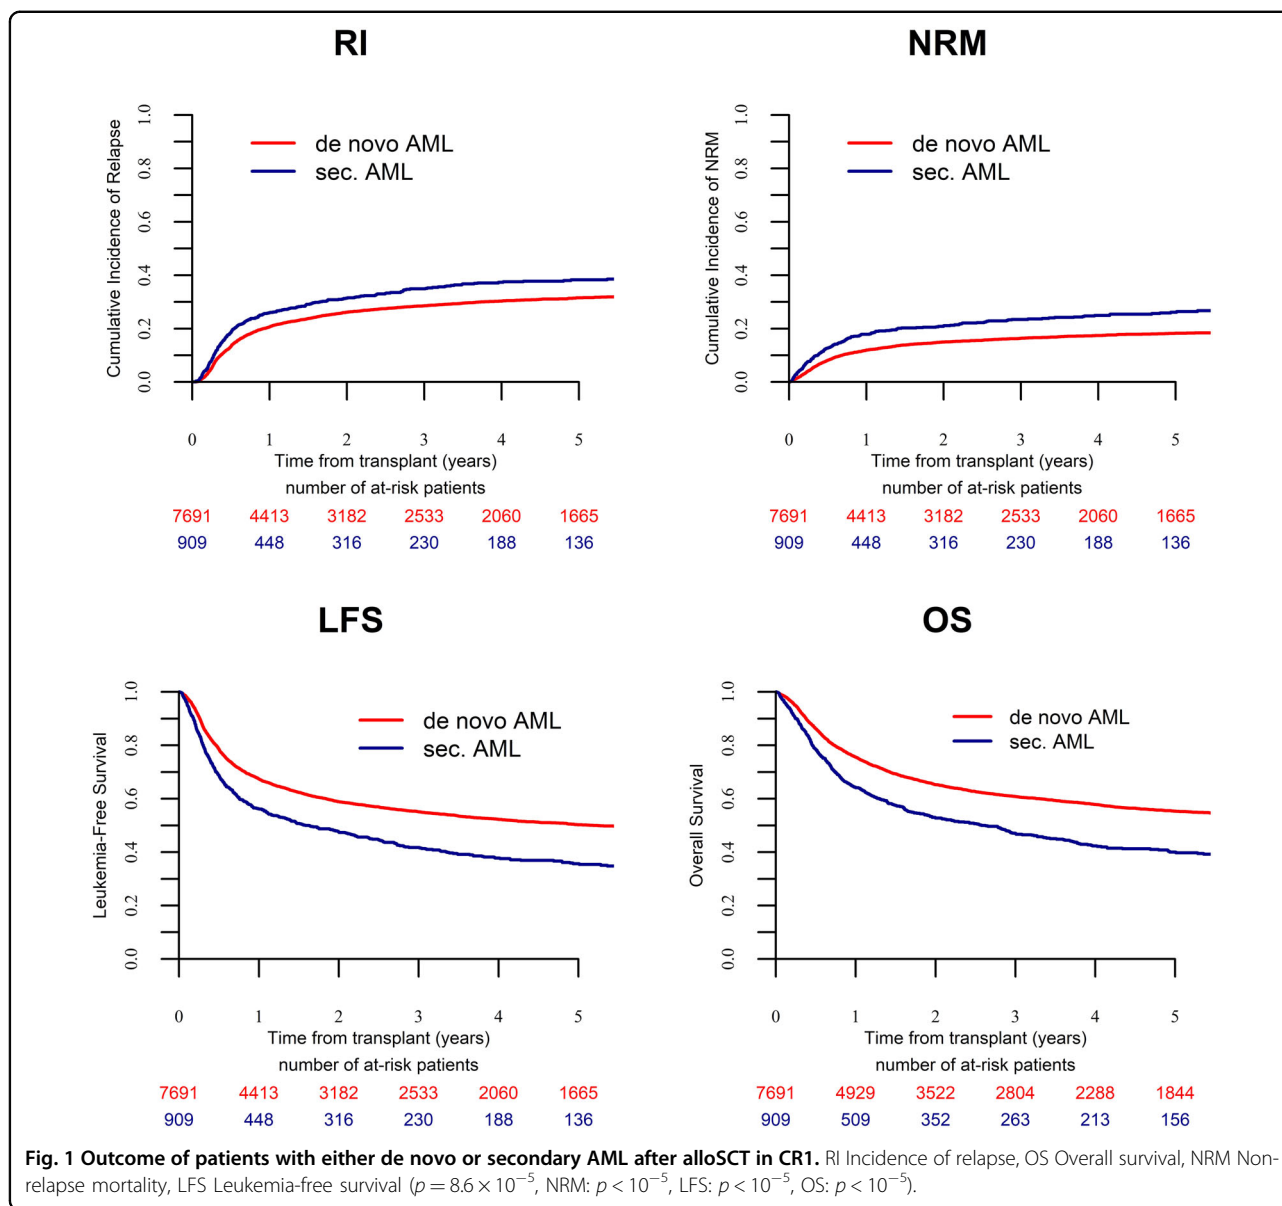 RI
Cumulative Incidence of Relapse
1.0
0.8
0.6
0.4
0.2
0.0
de novo AML
sec. AML
0 1 2 3 4 5
Time from transplant (years)
number of at-risk patients
7691 4413 3182 2533 2060 1665
909 448 316 230 188 136
NRM
Cumulative Incidence of NRM
1.0
0.8
0.6
0.4
0.2
0.0
de novo AML
sec. AML
0 1 2 3 4 5
Time from transplant (years)
number of at-risk patients
7691 4413 3182 2533 2060 1665
909 448 316 230 188 136
LFS
Leukemia-Free Survival
1.0
0.8
0.6
0.4
0.2
0.0
de novo AML
sec. AML
0 1 2 3 4 5
Time from transplant (years)
number of at-risk patients
7691 4413 3182 2533 2060 1665
909 448 316 230 188 136
OS
Overall Survival
1.0
0.8
0.6
0.4
0.2
0.0
de novo AML
sec. AML
0 1 2 3 4 5
Time from transplant (years)
number of at-risk patients
7691 4929 3522 2804 2288 1844
909 509 352 263 213 156
Fig. 1 Outcome of patients with either de novo or secondary AML after alloSCT in CR1. RI Incidence of relapse, OS Overall survival, NRM Non-
relapse mortality, LFS Leukemia-free survival (p = 8.6 × 10⁻⁵, NRM: p < 10⁻⁵, LFS: p < 10⁻⁵, OS: p < 10⁻⁵).